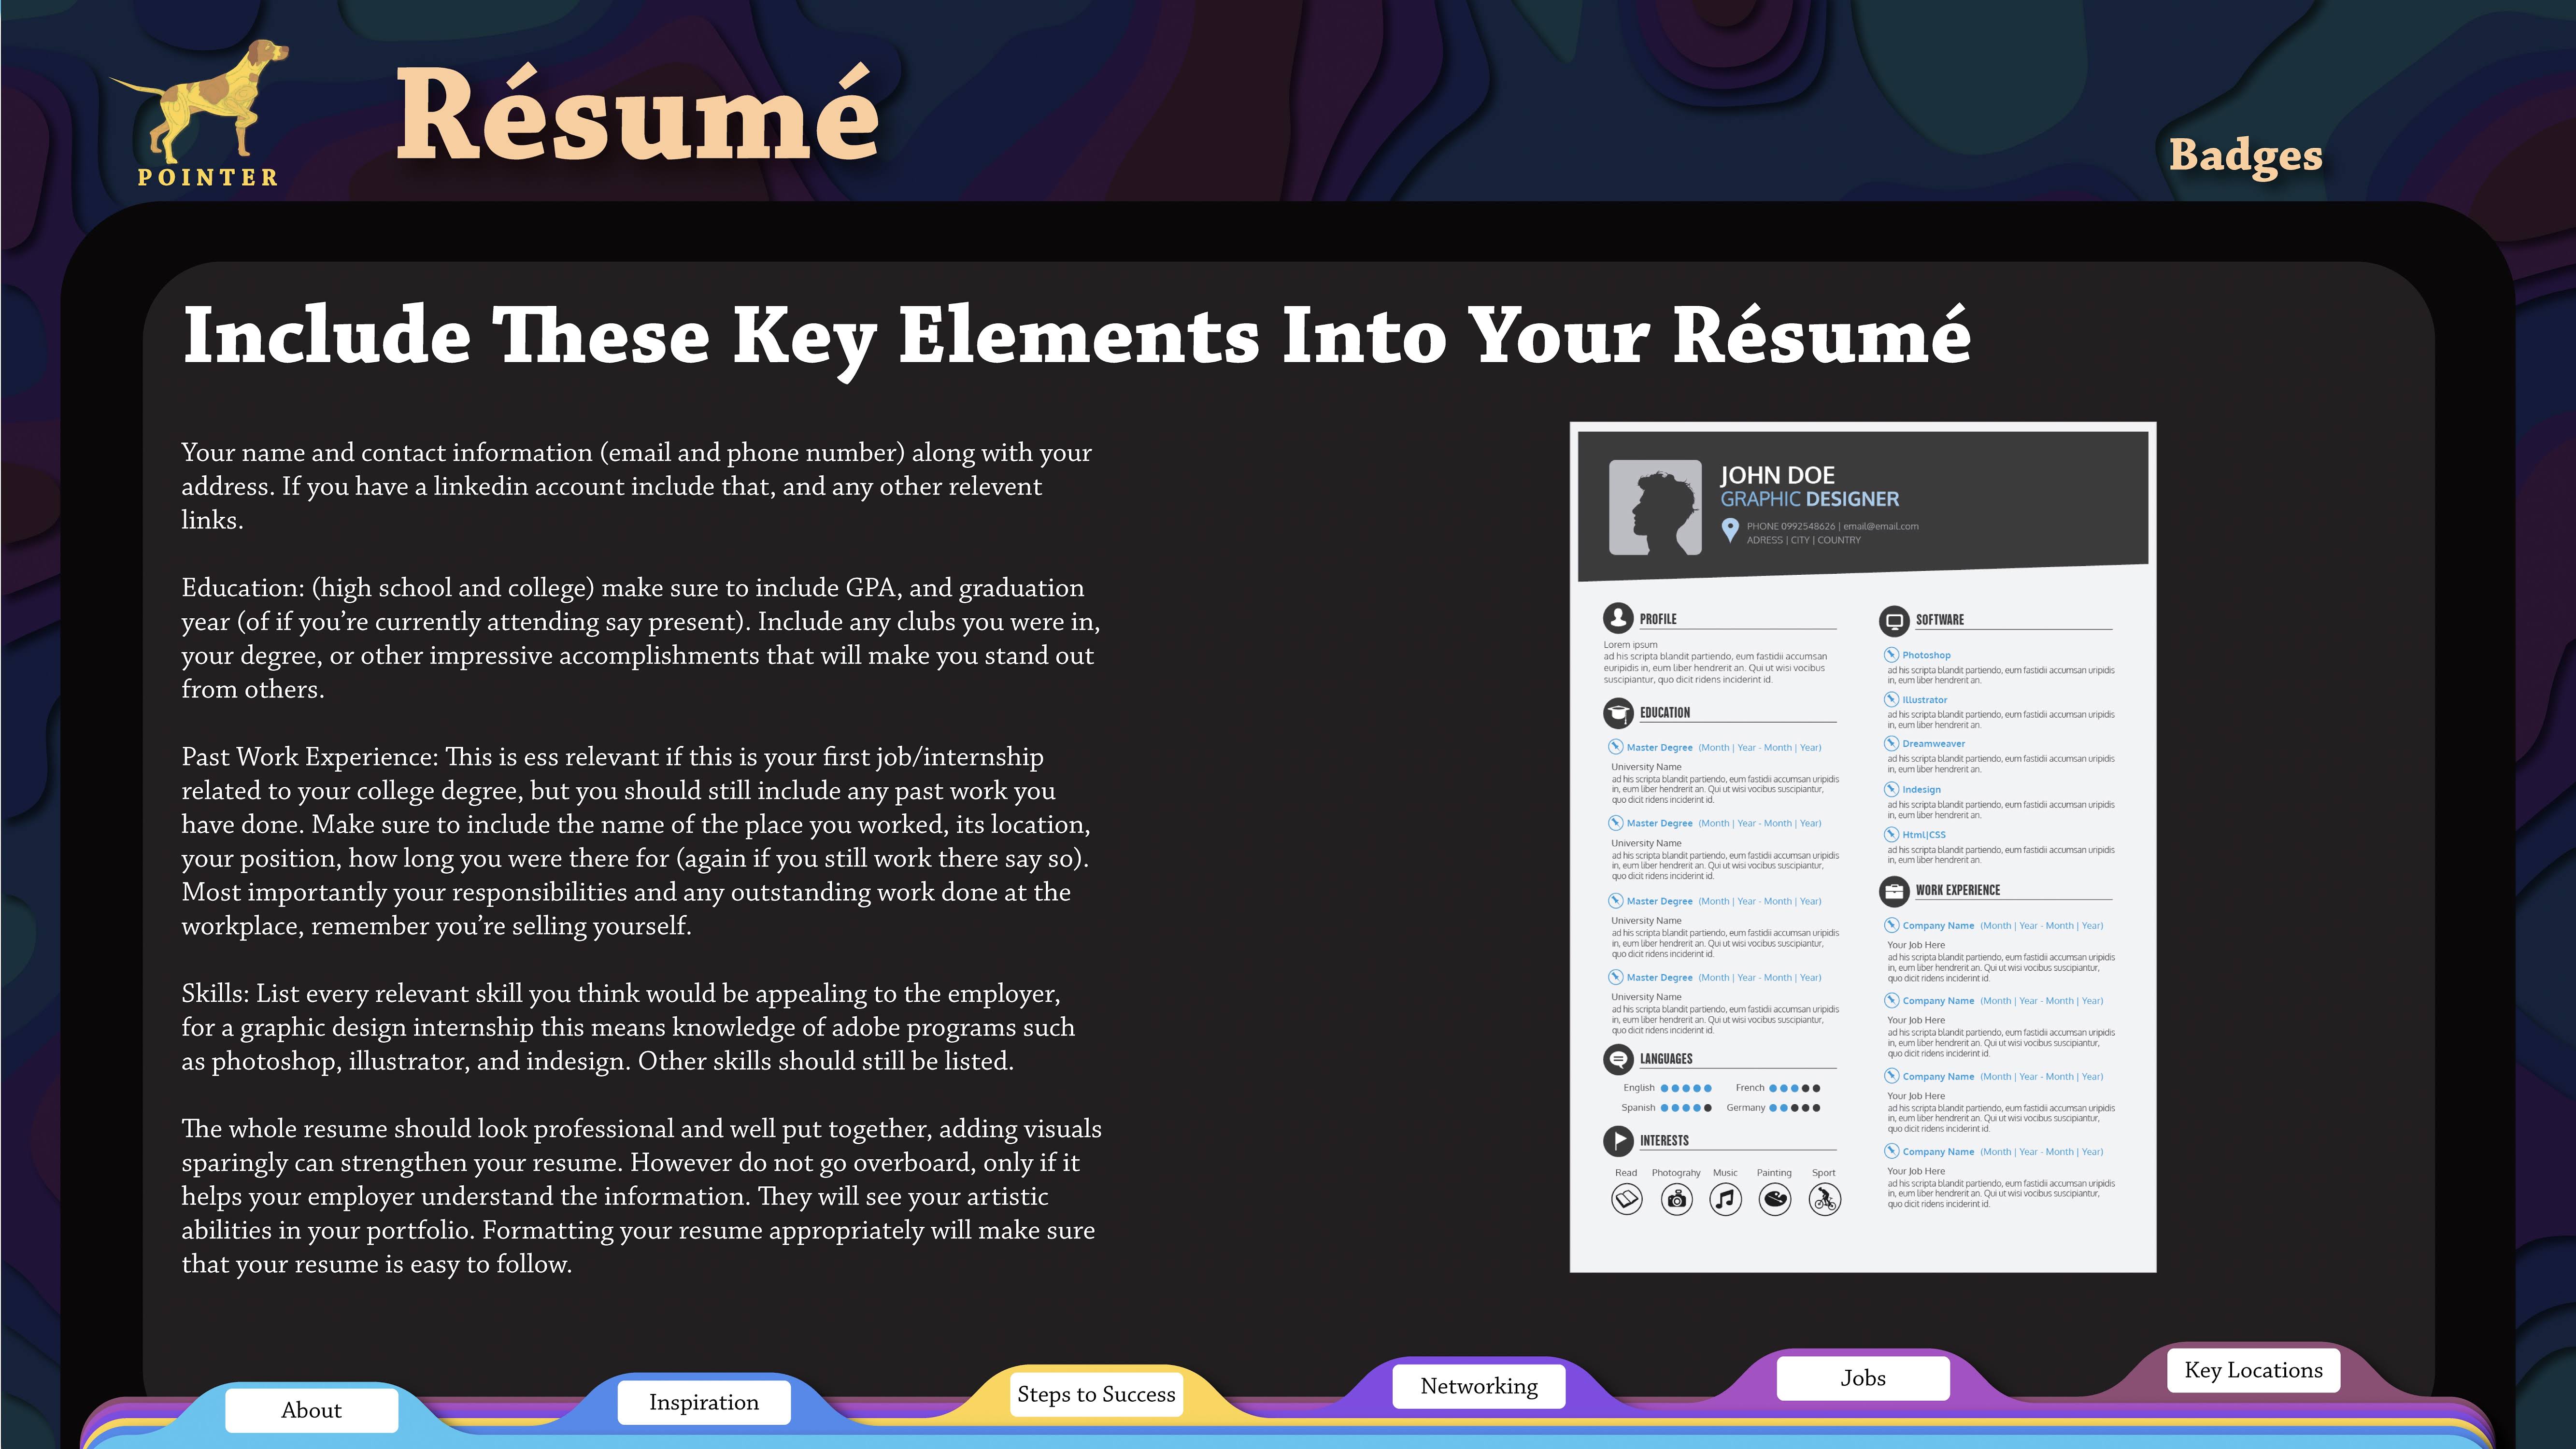 POINTER
Résumé
Badges
Include These Key Elements Into Your Résumé
Your name and contact information (email and phone number) along with your
address. If you have a linkedin account include that, and any other relevent
links.
Education: (high school and college) make sure to include GPA, and graduation
year (of if you’re currently attending say present). Include any clubs you were in,
your degree, or other impressive accomplishments that will make you stand out
from others.
Past Work Experience: This is ess relevant if this is your first job/internship
related to your college degree, but you should still include any past work you
have done. Make sure to include the name of the place you worked, its location,
your position, how long you were there for (again if you still work there say so).
Most importantly your responsibilities and any outstanding work done at the
workplace, remember you’re selling yourself.
Skills: List every relevant skill you think would be appealing to the employer,
for a graphic design internship this means knowledge of adobe programs such
as photoshop, illustrator, and indesign. Other skills should still be listed.
The whole resume should look professional and well put together, adding visuals
sparingly can strengthen your resume. However do not go overboard, only if it
helps your employer understand the information. They will see your artistic
abilities in your portfolio. Formatting your resume appropriately will make sure
that your resume is easy to follow.
JOHN DOE
GRAPHIC DESIGNER
PHONE 0992548626 | email@email.com
ADRESS | CITY | COUNTRY
PROFILE
Lorem ipsum
ad his scripta blandit partiendo, eum fastidii accumsan
euripidis in, eum liber hendrerit an. Qui ut wisi vocibus
suscipiantur, quo dicit ridens inciderint id.
EDUCATION
Master Degree (Month | Year - Month | Year)
University Name
ad his scripta blandit partiendo, eum fastidii accumsan uripidis
in, eum liber hendrerit an. Qui ut wisi vocibus suscipiantur,
quo dicit ridens inciderint id.
Master Degree (Month | Year - Month | Year)
University Name
ad his scripta blandit partiendo, eum fastidii accumsan uripidis
in, eum liber hendrerit an. Qui ut wisi vocibus suscipiantur,
quo dicit ridens inciderint id.
Master Degree (Month | Year - Month | Year)
University Name
ad his scripta blandit partiendo, eum fastidii accumsan uripidis
in, eum liber hendrerit an. Qui ut wisi vocibus suscipiantur,
quo dicit ridens inciderint id.
Master Degree (Month | Year - Month | Year)
University Name
ad his scripta blandit partiendo, eum fastidii accumsan uripidis
in, eum liber hendrerit an. Qui ut wisi vocibus suscipiantur,
quo dicit ridens inciderint id.
LANGUAGES
English French
Spanish Germany
INTERESTS
Read Photograhy Music Painting Sport
SOFTWARE
Photoshop
ad his scripta blandit partiendo, eum fastidii accumsan uripidis
in, eum liber hendrerit an.
Illustrator
ad his scripta blandit partiendo, eum fastidii accumsan uripidis
in, eum liber hendrerit an.
Dreamweaver
ad his scripta blandit partiendo, eum fastidii accumsan uripidis
in, eum liber hendrerit an.
Indesign
ad his scripta blandit partiendo, eum fastidii accumsan uripidis
in, eum liber hendrerit an.
Html|CSS
ad his scripta blandit partiendo, eum fastidii accumsan uripidis
in, eum liber hendrerit an.
WORK EXPERIENCE
Company Name (Month | Year - Month | Year)
Your Job Here
ad his scripta blandit partiendo, eum fastidii accumsan uripidis
in, eum liber hendrerit an. Qui ut wisi vocibus suscipiantur,
quo dicit ridens inciderint id.
Company Name (Month | Year - Month | Year)
Your Job Here
ad his scripta blandit partiendo, eum fastidii accumsan uripidis
in, eum liber hendrerit an. Qui ut wisi vocibus suscipiantur,
quo dicit ridens inciderint id.
Company Name (Month | Year - Month | Year)
Your Job Here
ad his scripta blandit partiendo, eum fastidii accumsan uripidis
in, eum liber hendrerit an. Qui ut wisi vocibus suscipiantur,
quo dicit ridens inciderint id.
Company Name (Month | Year - Month | Year)
Your Job Here
ad his scripta blandit partiendo, eum fastidii accumsan uripidis
in, eum liber hendrerit an. Qui ut wisi vocibus suscipiantur,
quo dicit ridens inciderint id.
About
Inspiration
Steps to Success
Networking
Jobs
Key Locations